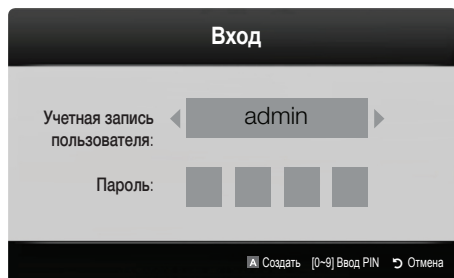 Вход
Учетная запись
пользователя:
admin
Пароль:
A Создать [0~9] Ввод PIN Отмена